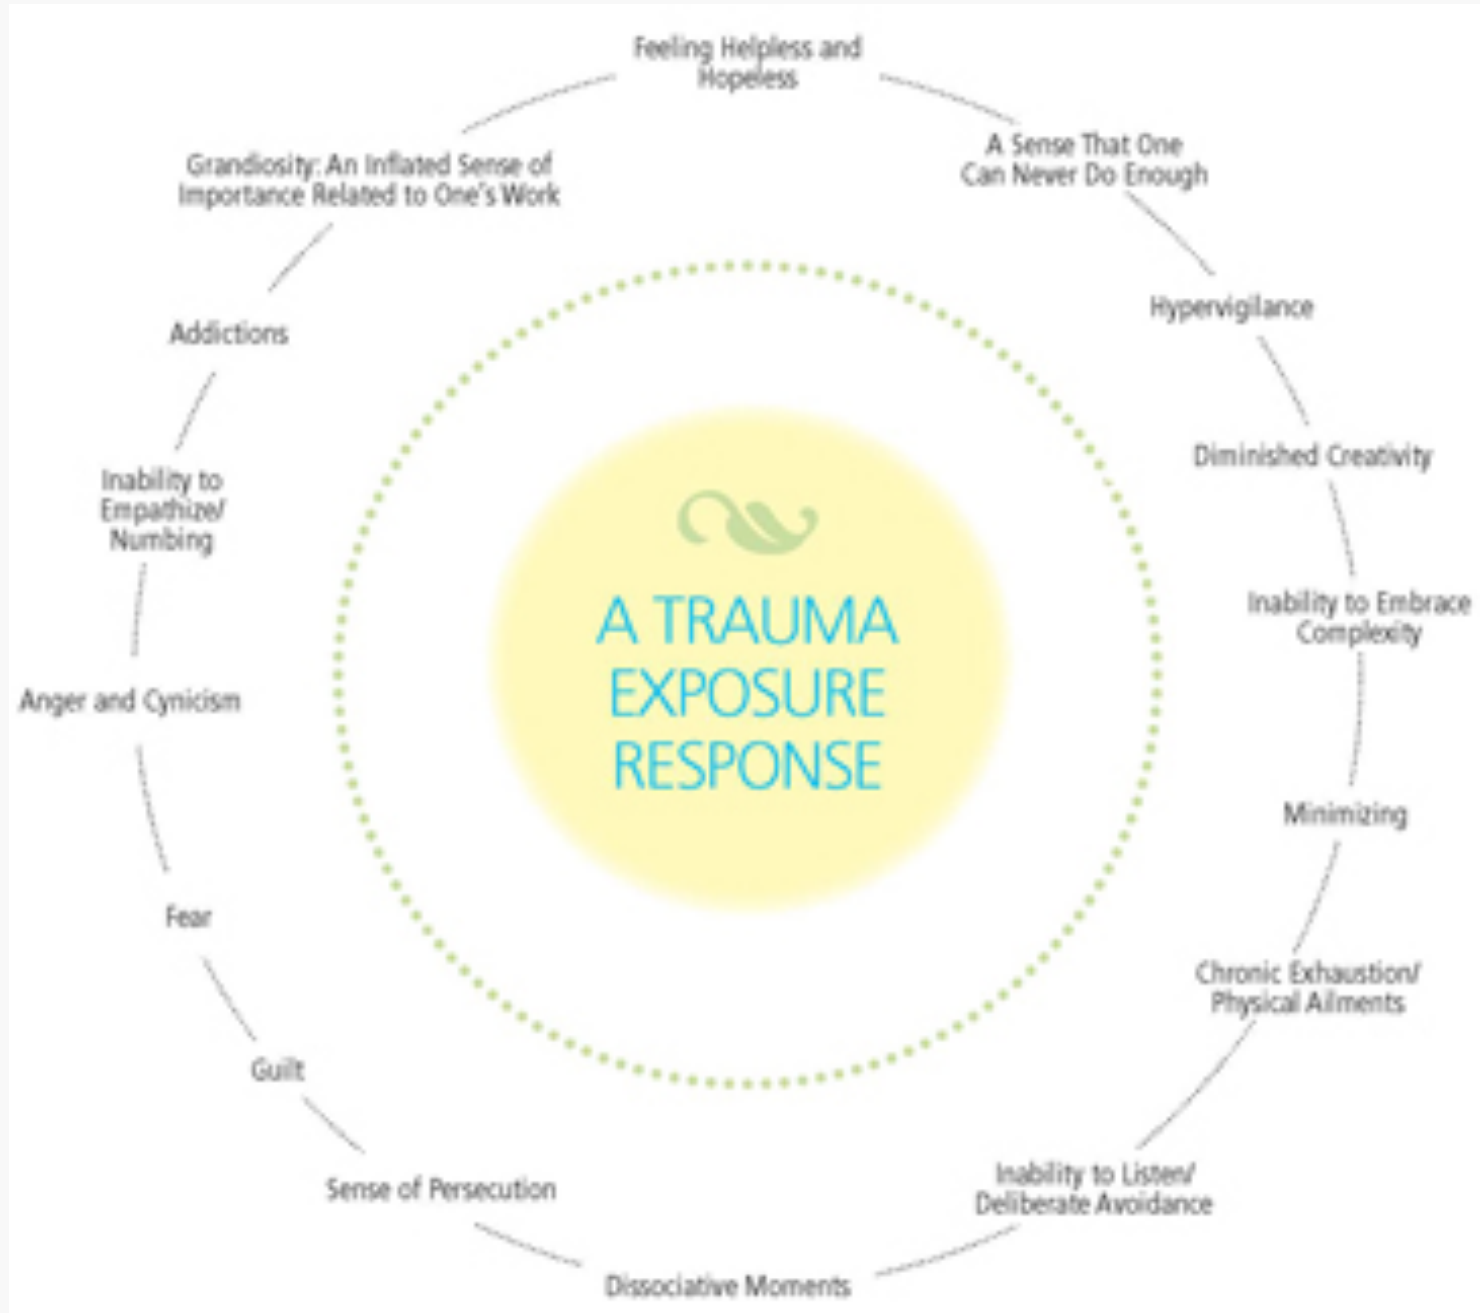 Feeling Helpless and
Hopeless
A Sense That One
Can Never Do Enough
Hypervigilance
Diminished Creativity
Inability to Embrace
Complexity
Minimizing
Chronic Exhaustion/
Physical Ailments
Inability to Listen/
Deliberate Avoidance
Dissociative Moments
Sense of Persecution
Guilt
Fear
Anger and Cynicism
Inability to
Empathize/
Numbing
Addictions
Grandiosity: An Inflated Sense of
Importance Related to One's Work
A TRAUMA
EXPOSURE
RESPONSE